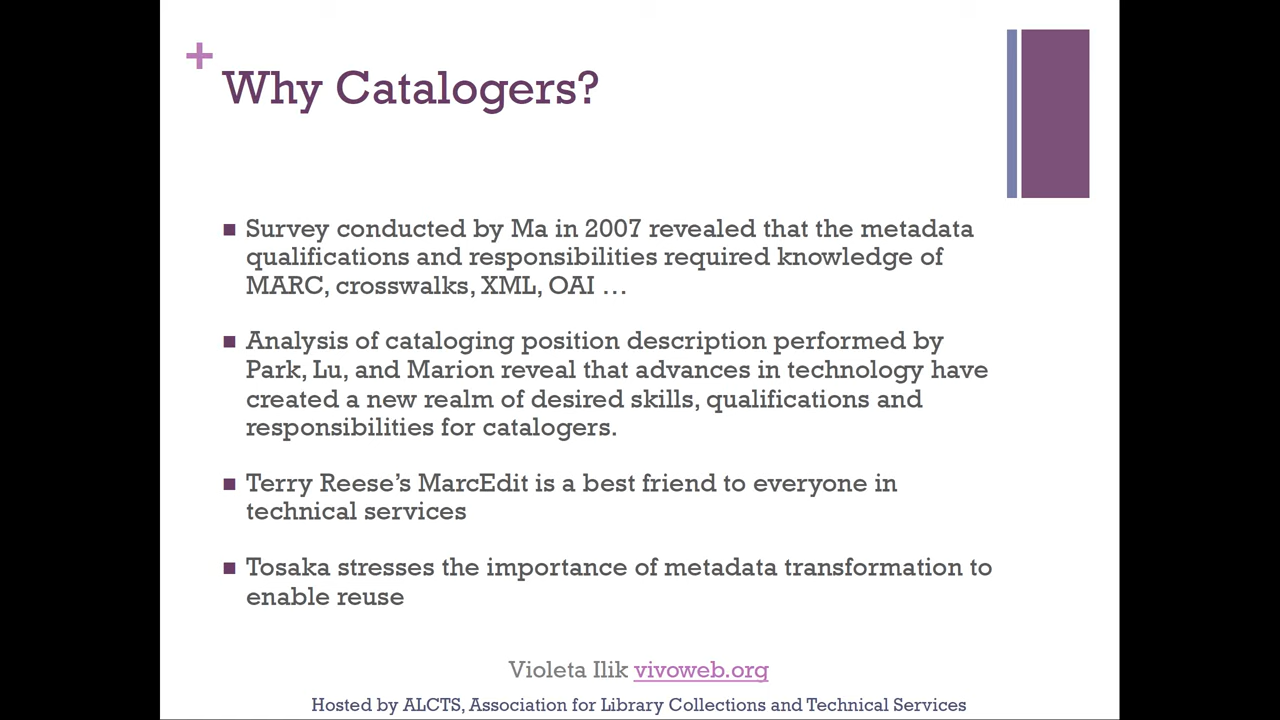 +
Why Catalogers?
Survey conducted by Ma in 2007 revealed that the metadata
qualifications and responsibilities required knowledge of
MARC, crosswalks, XML, OAI …
Analysis of cataloging position description performed by
Park, Lu, and Marion reveal that advances in technology have
created a new realm of desired skills, qualifications and
responsibilities for catalogers.
Terry Reese’s MarcEdit is a best friend to everyone in
technical services
Tosaka stresses the importance of metadata transformation to
enable reuse
Violeta Ilik vivoweb.org
Hosted by ALCTS, Association for Library Collections and Technical Services